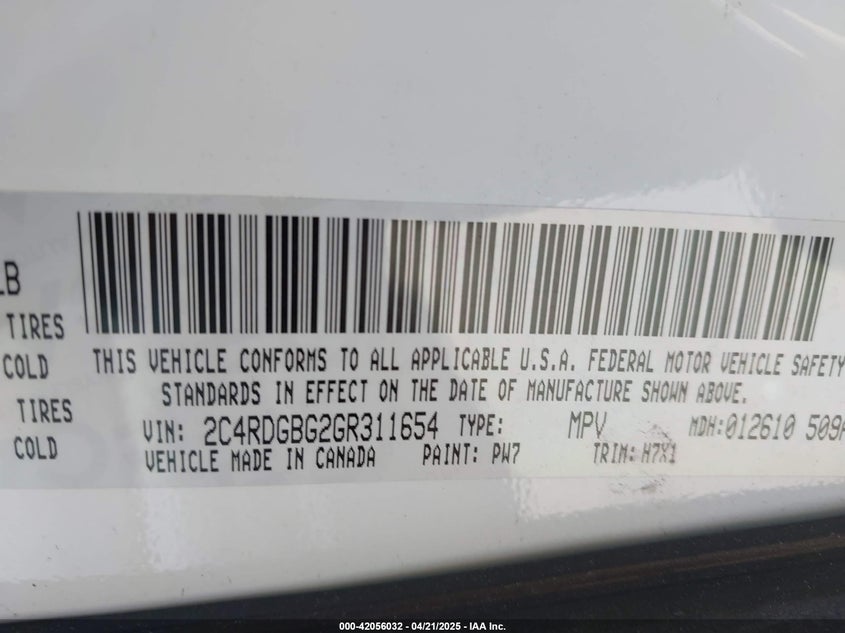 LB
TIRES
COLD
THIS VEHICLE CONFORMS TO ALL APPLICABLE U.S.A. FEDERAL MOTOR VEHICLE SAFETY
STANDARDS IN EFFECT ON THE DATE OF MANUFACTURE SHOWN ABOVE.
TIRES
COLD
VIN: 2C4RDGBG2GR311654 TYPE: MPV MDH:012610 509
VEHICLE MADE IN CANADA PAINT: PW7 TRIM: H7X1
000-42056032 - 04/21/2025 - IAA Inc.